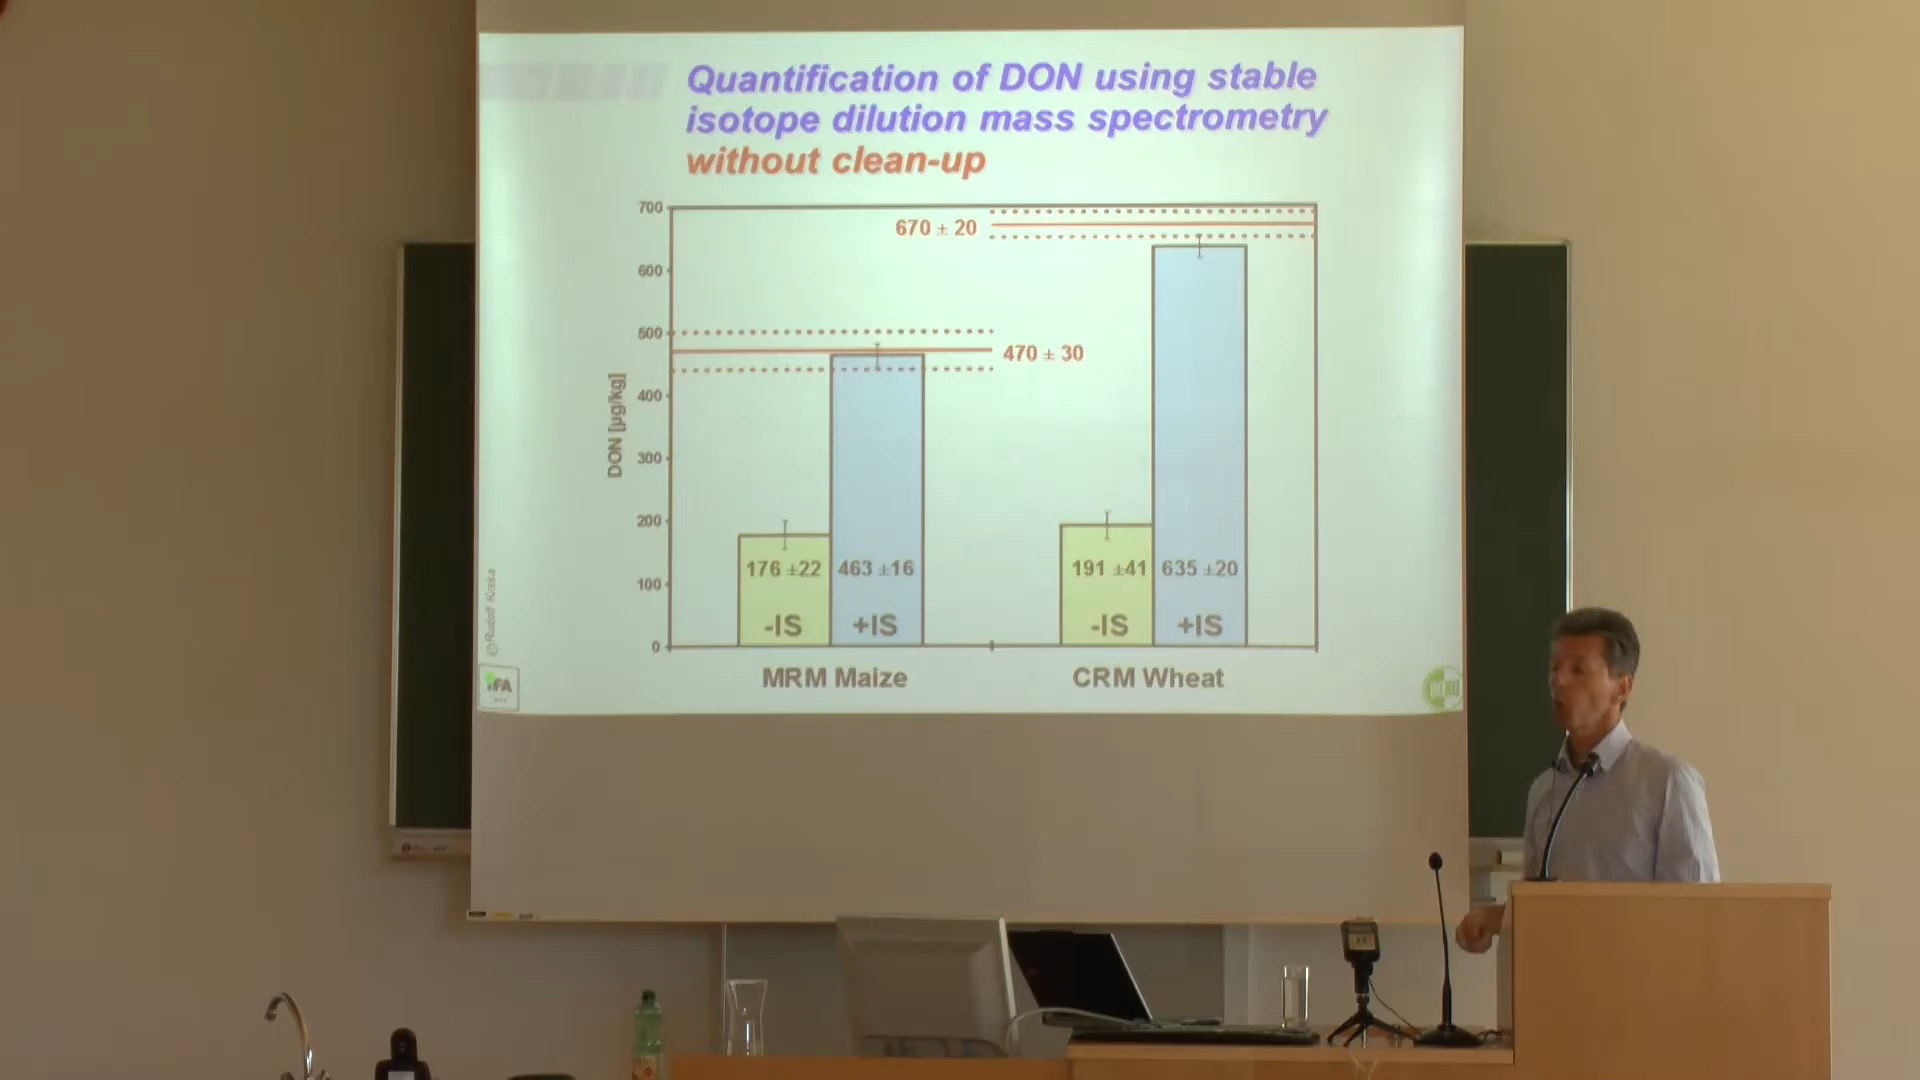 Quantification of DON using stable
isotope dilution mass spectrometry
without clean-up
700
600
500
400
300
200
100
0
DON [µg/kg]
670 ± 20
470 ± 30
176 ±22
463 ±16
191 ±41
635 ±20
-IS
+IS
-IS
+IS
MRM Maize
CRM Wheat
© Rudolf Krska
iFA